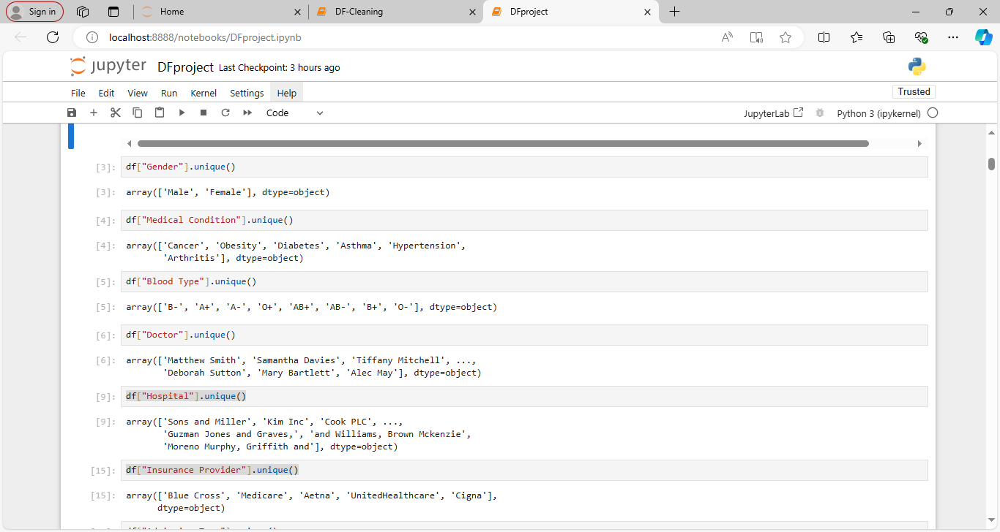 Sign in
Home
DF-Cleaning
DFproject
localhost:8888/notebooks/DFproject.ipynb
jupyter DFproject Last Checkpoint: 3 hours ago
File Edit View Run Kernel Settings Help
Trusted
Code
JupyterLab
Python 3 (ipykernel)
[3]: df["Gender"].unique()
[3]: array(['Male', 'Female'], dtype=object)
[4]: df["Medical Condition"].unique()
[4]: array(['Cancer', 'Obesity', 'Diabetes', 'Asthma', 'Hypertension',
'Arthritis'], dtype=object)
[5]: df["Blood Type"].unique()
[5]: array(['B-', 'A+', 'A-', 'O+', 'AB+', 'AB-', 'B+', 'O-'], dtype=object)
[6]: df["Doctor"].unique()
[6]: array(['Matthew Smith', 'Samantha Davies', 'Tiffany Mitchell', ...,
'Deborah Sutton', 'Mary Bartlett', 'Alec May'], dtype=object)
[9]: df["Hospital"].unique()
[9]: array(['Sons and Miller', 'Kim Inc', 'Cook PLC', ...,
'Guzman Jones and Graves,', 'and Williams, Brown Mckenzie',
'Moreno Murphy, Griffith and'], dtype=object)
[15]: df["Insurance Provider"].unique()
[15]: array(['Blue Cross', 'Medicare', 'Aetna', 'UnitedHealthcare', 'Cigna'],
dtype=object)